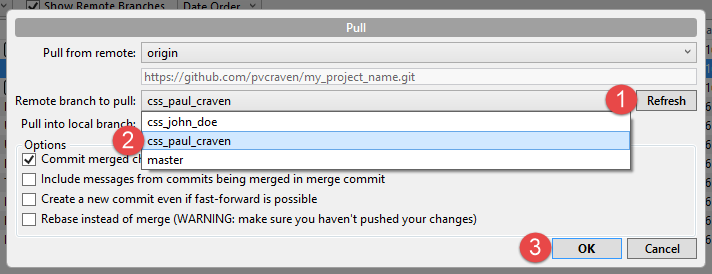 Show Remote Branches Date Order
Pull
Pull from remote: origin
https://github.com/pvcraven/my_project_name.git
Remote branch to pull: css_paul_craven 1 Refresh
Pull into local branch: css_john_doe
2 css_paul_craven
Options
Commit merged ch master
Include messages from commits being merged in merge commit
Create a new commit even if fast-forward is possible
Rebase instead of merge (WARNING: make sure you haven't pushed your changes)
3 OK Cancel